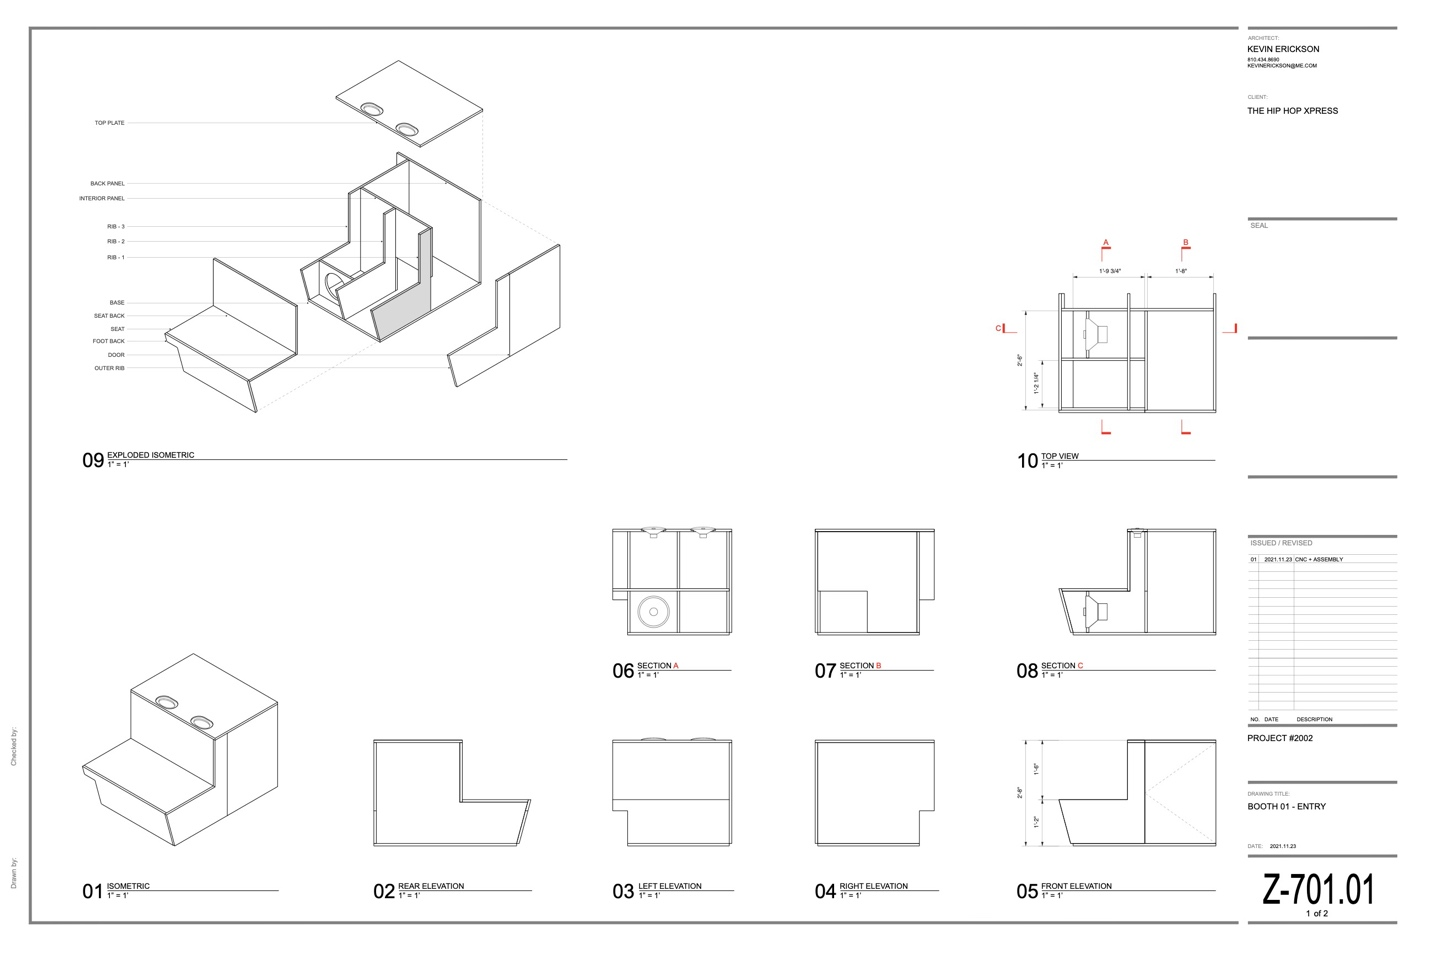 TOP PLATE
BACK PANEL
INTERIOR PANEL
RIB - 3
RIB - 2
RIB - 1
BASE
SEAT BACK
SEAT
FOOT BACK
DOOR
OUTER RIB
09 EXPLODED ISOMETRIC
1" = 1'
A B
1'-9 3/4" 1'-6"
C
2'-6"
1'-2 1/4"
10 TOP VIEW
1" = 1'
06 SECTION A
1" = 1'
07 SECTION B
1" = 1'
08 SECTION C
1" = 1'
1'-6"
2'-8"
1'-2"
01 ISOMETRIC
1" = 1'
02 REAR ELEVATION
1" = 1'
03 LEFT ELEVATION
1" = 1'
04 RIGHT ELEVATION
1" = 1'
05 FRONT ELEVATION
1" = 1'
Checked by:
Drawn by:
ARCHITECT:
KEVIN ERICKSON
810.434.8690
KEVINERICKSON@ME.COM
CLIENT:
THE HIP HOP XPRESS
SEAL
ISSUED / REVISED
01 2021.11.23 CNC + ASSEMBLY
NO. DATE DESCRIPTION
PROJECT #2002
DRAWING TITLE:
BOOTH 01 - ENTRY
DATE: 2021.11.23
Z-701.01
1 of 2